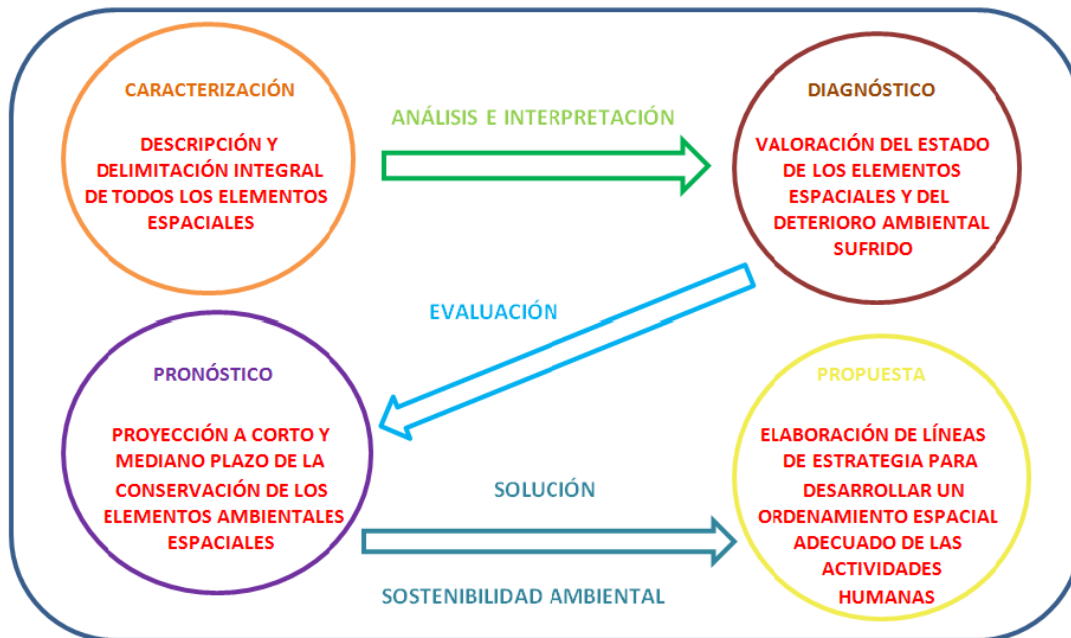 CARACTERIZACIÓN
DESCRIPCIÓN Y
DELIMITACIÓN INTEGRAL
DE TODOS LOS ELEMENTOS
ESPACIALES
ANÁLISIS E INTERPRETACIÓN
DIAGNÓSTICO
VALORACIÓN DEL ESTADO
DE LOS ELEMENTOS
ESPACIALES Y DEL
DETERIORO AMBIENTAL
SUFRIDO
EVALUACIÓN
PRONÓSTICO
PROYECCIÓN A CORTO Y
MEDIANO PLAZO DE LA
CONSERVACIÓN DE LOS
ELEMENTOS AMBIENTALES
ESPACIALES
SOLUCIÓN
SOSTENIBILIDAD AMBIENTAL
PROPUESTA
ELABORACIÓN DE LÍNEAS
DE ESTRATEGIA PARA
DESARROLLAR UN
ORDENAMIENTO ESPACIAL
ADECUADO DE LAS
ACTIVIDADES
HUMANAS